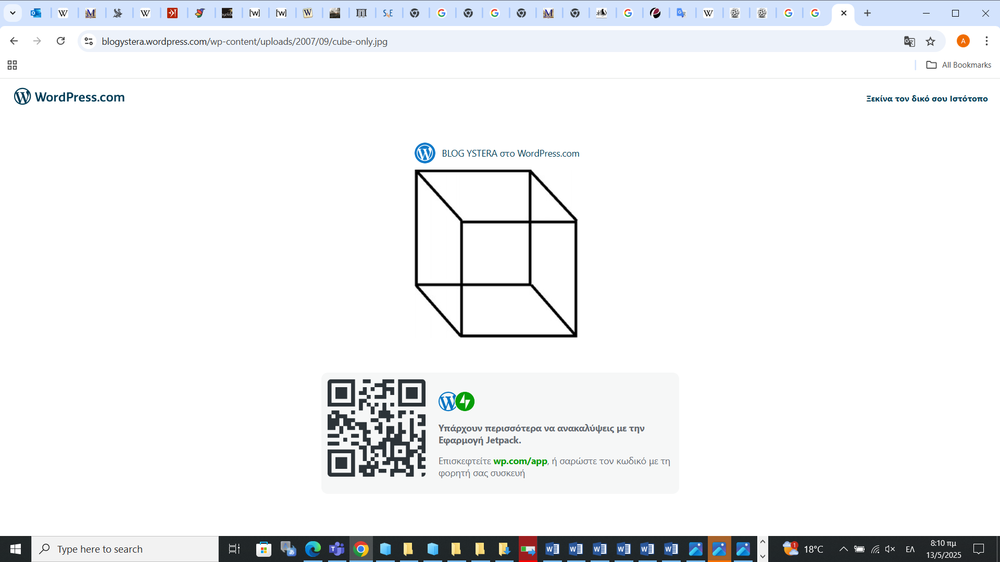 blogystera.wordpress.com/wp-content/uploads/2007/09/cube-only.jpg
A
All Bookmarks
WordPress.com
Ξεκίνα τον δικό σου Ιστότοπο
BLOG YSTERA στο WordPress.com
Υπάρχουν περισσότερα να ανακαλύψεις με την
Εφαρμογή Jetpack.
Επισκεφτείτε wp.com/app, ή σαρώστε τον κωδικό με τη
φορητή σας συσκευή
Type here to search
1
18°C
ΕΛ
8:10 πμ
13/5/2025